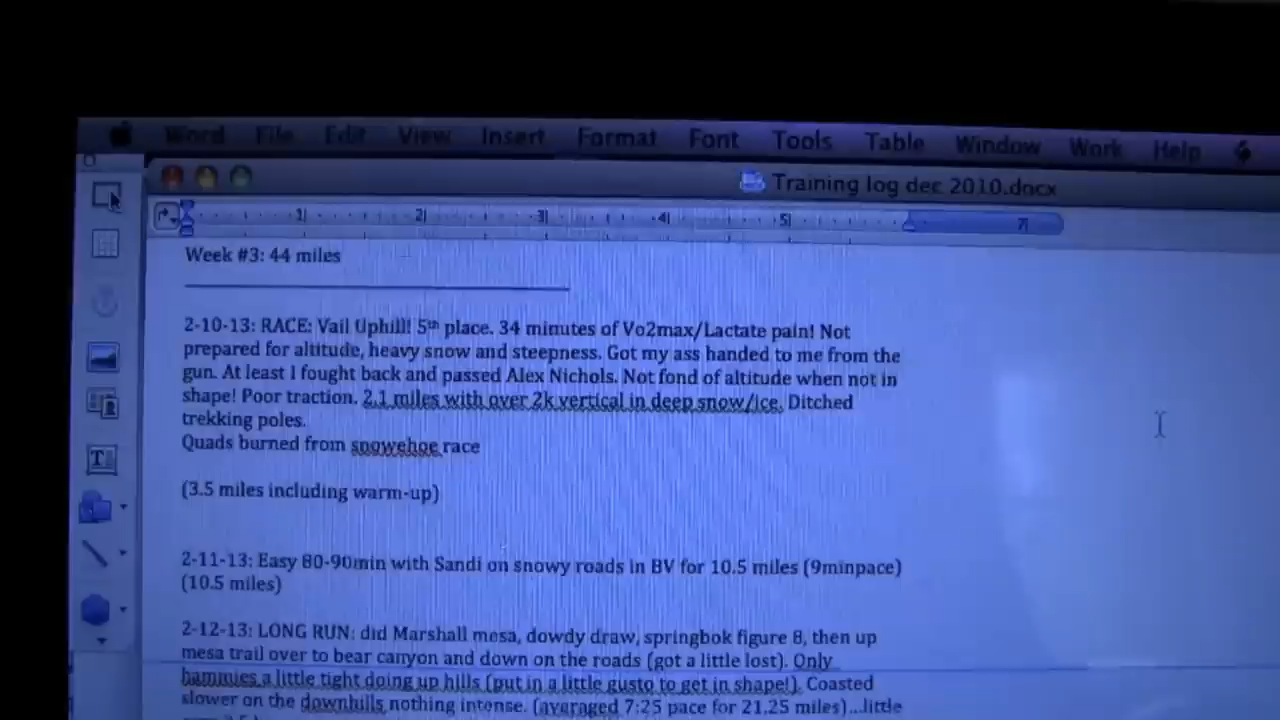 Word File Edit View Insert Format Font Tools Table Window Work Help
Training log dec 2010.docx
1 2 3 4 5 7
Week #3: 44 miles
2-10-13: RACE: Vail Uphill! 5th place. 34 minutes of Vo2max/Lactate pain! Not
prepared for altitude, heavy snow and steepness. Got my ass handed to me from the
gun. At least I fought back and passed Alex Nichols. Not fond of altitude when not in
shape! Poor traction. 2.1 miles with over 2k vertical in deep snow/ice. Ditched
trekking poles.
Quads burned from snowehoe race
(3.5 miles including warm-up)
2-11-13: Easy 80-90min with Sandi on snowy roads in BV for 10.5 miles (9minpace)
(10.5 miles)
2-12-13: LONG RUN: did Marshall mesa, dowdy draw, springbok figure 8, then up
mesa trail over to bear canyon and down on the roads (got a little lost). Only
hammies a little tight doing up hills (put in a little gusto to get in shape!). Coasted
slower on the downhills nothing intense. (averaged 7:25 pace for 21.25 miles)...little